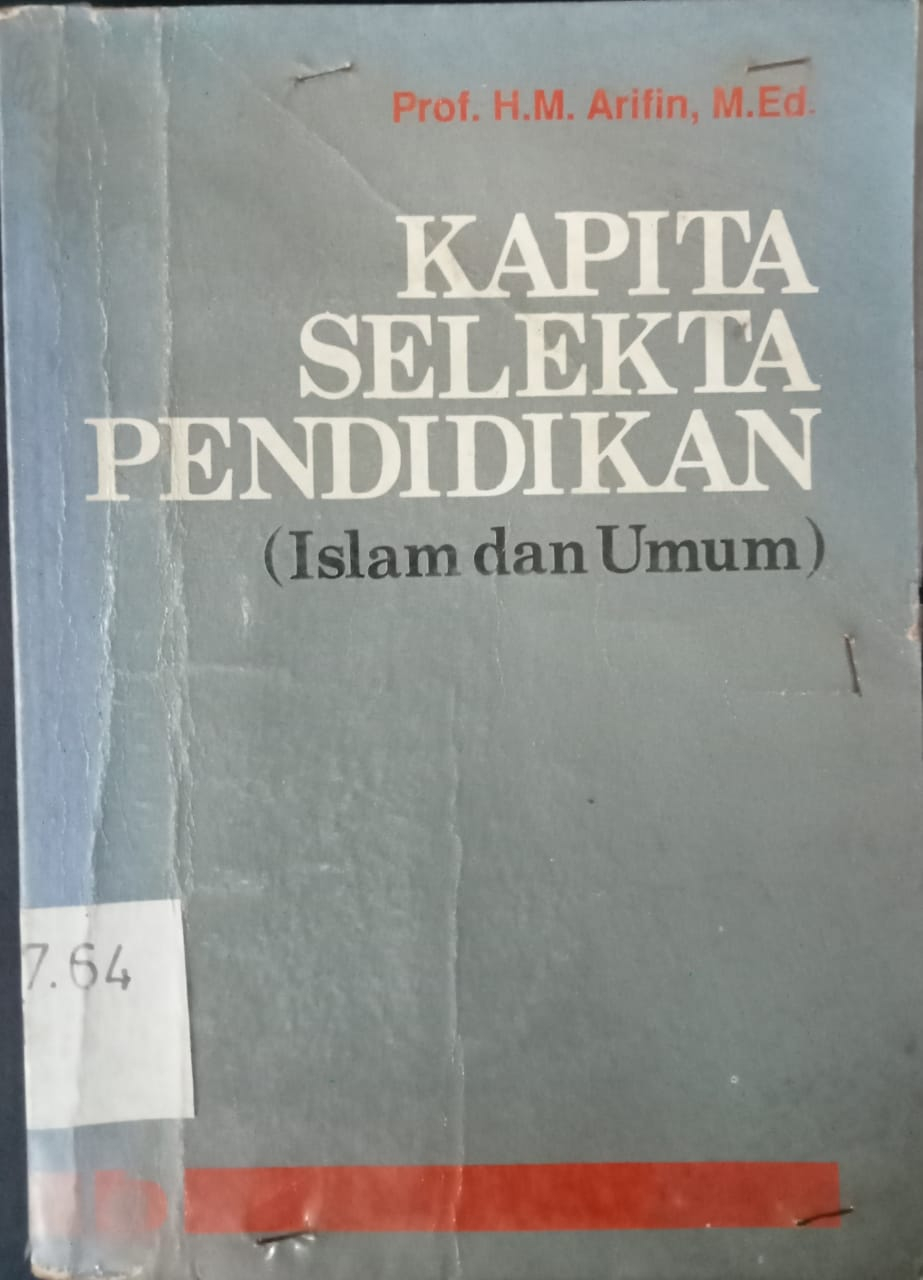 Prof. H.M. Arifin, M.Ed.
KAPITA
SELEKTA
PENDIDIKAN
(Islam dan Umum)
7.64